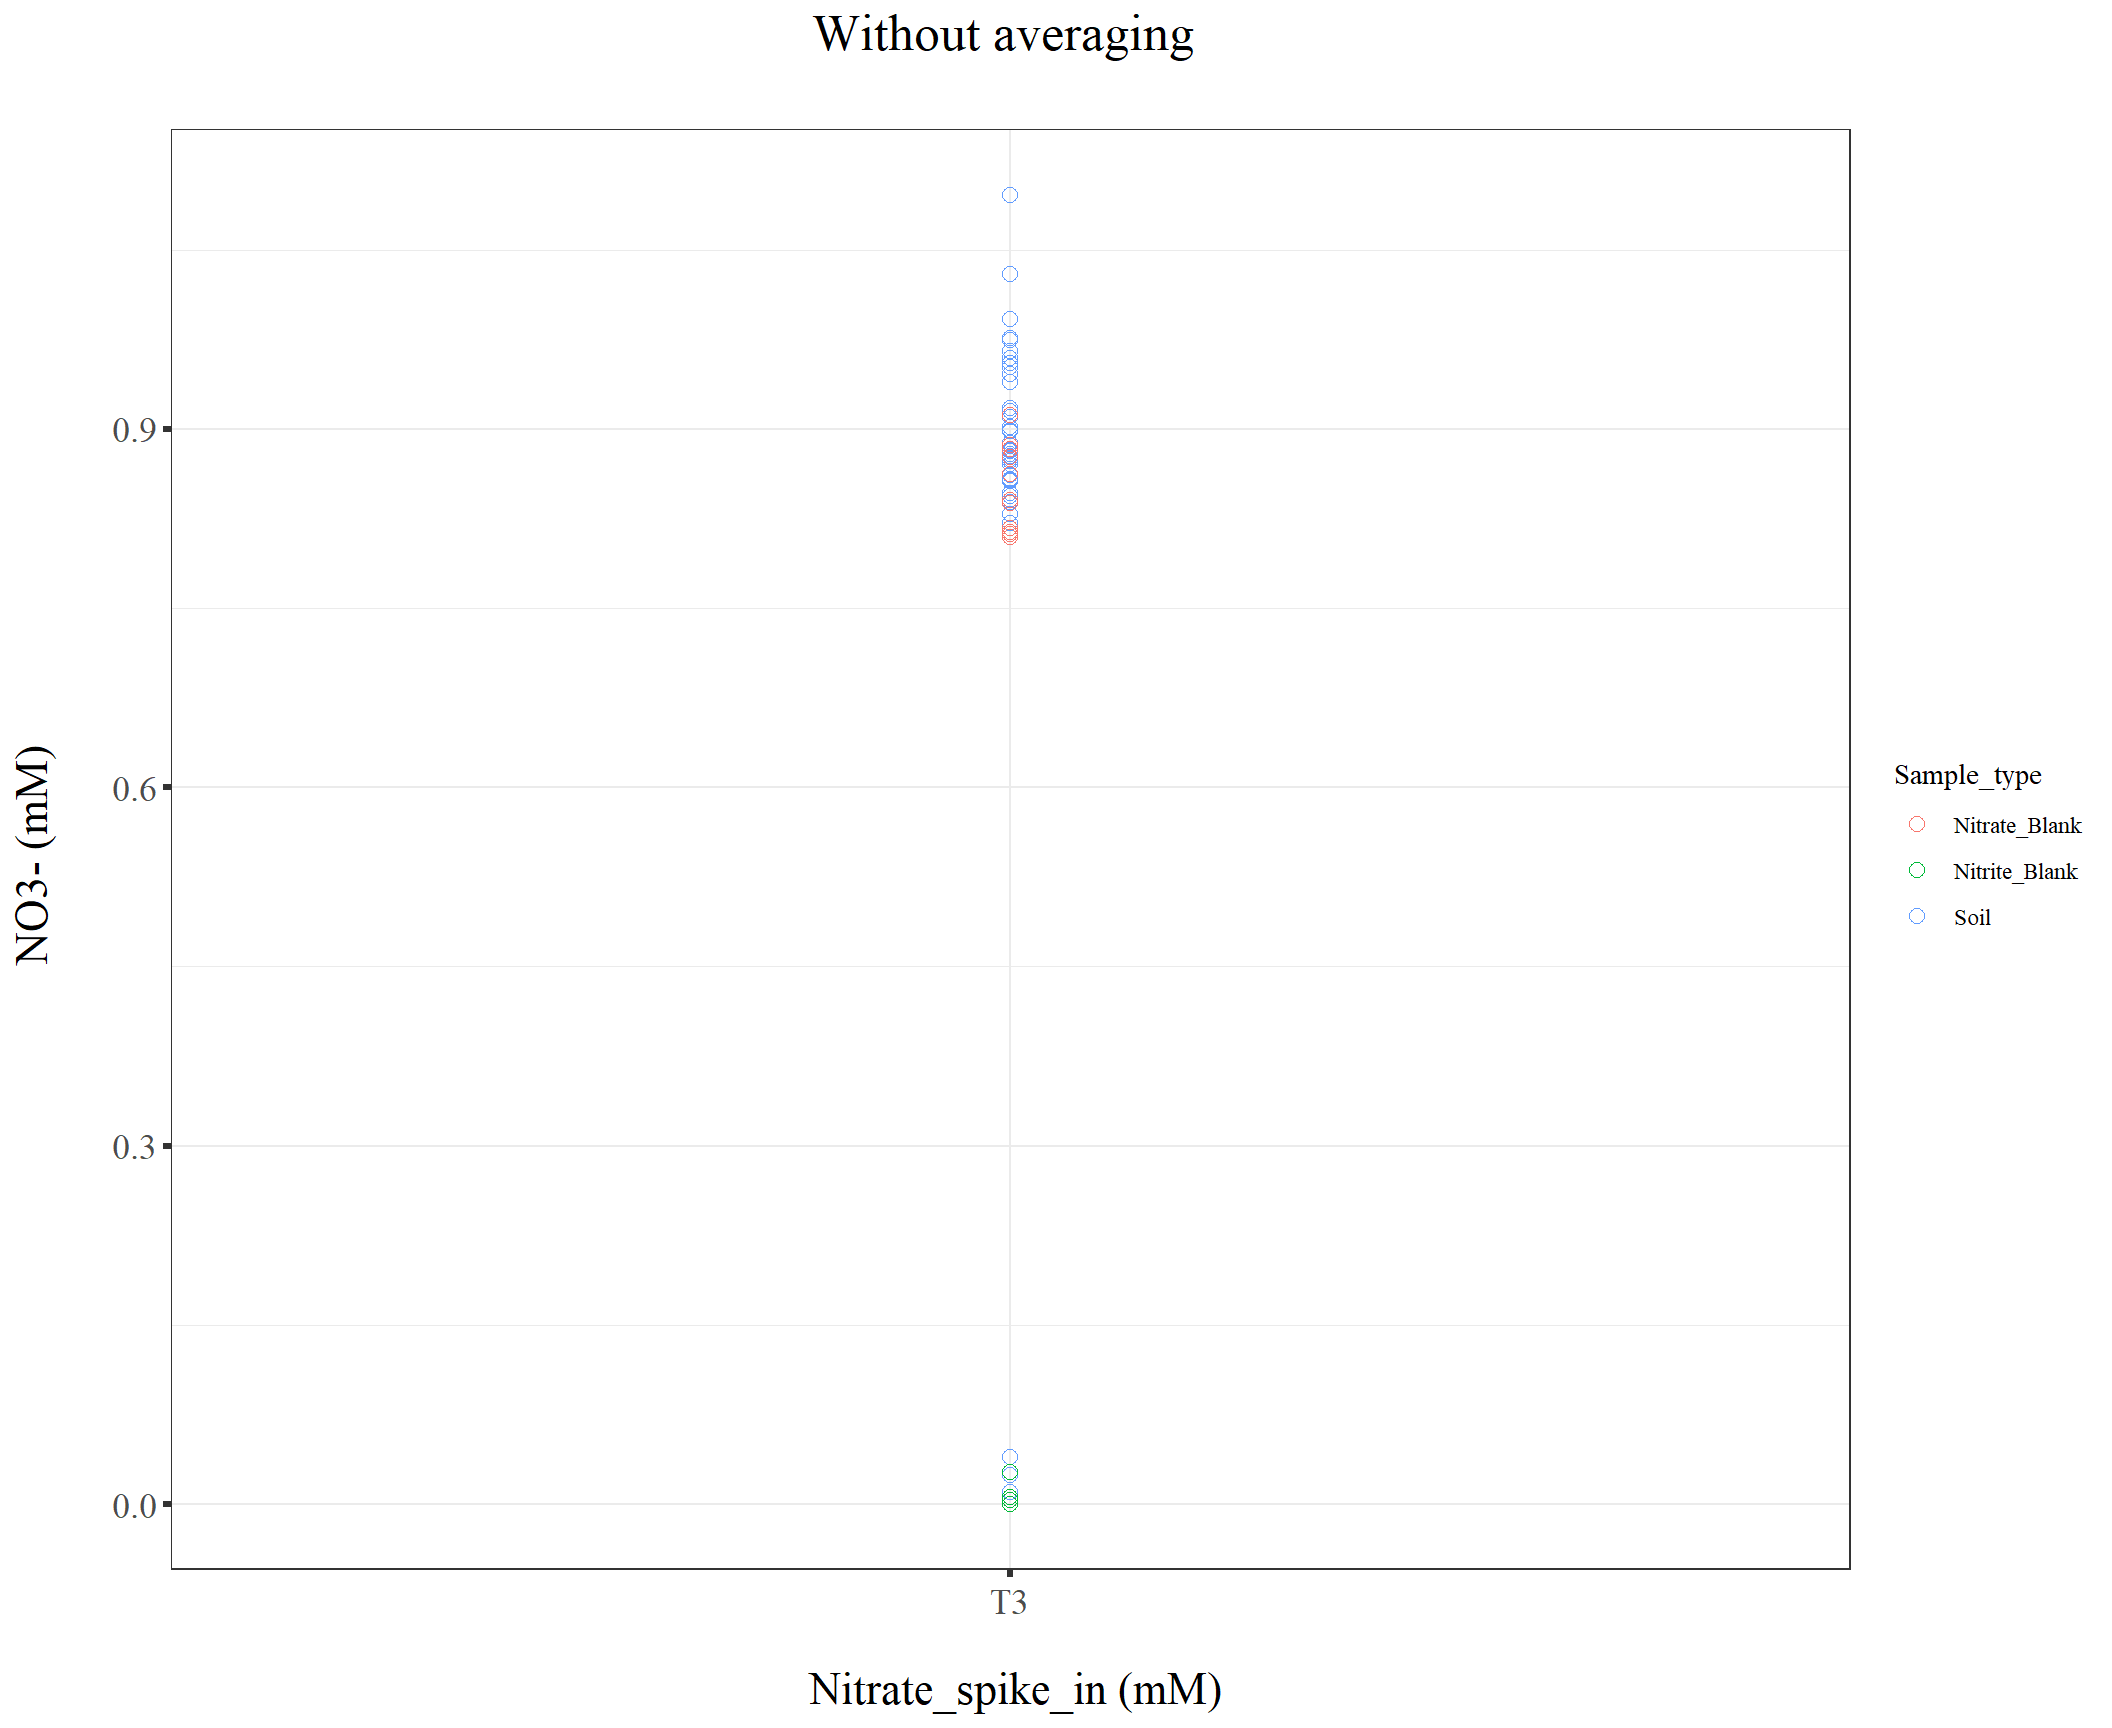 Without averaging
NO3- (mM)
0.9
0.6
0.3
0.0
T3
Nitrate_spike_in (mM)
Sample_type
Nitrate_Blank
Nitrite_Blank
Soil